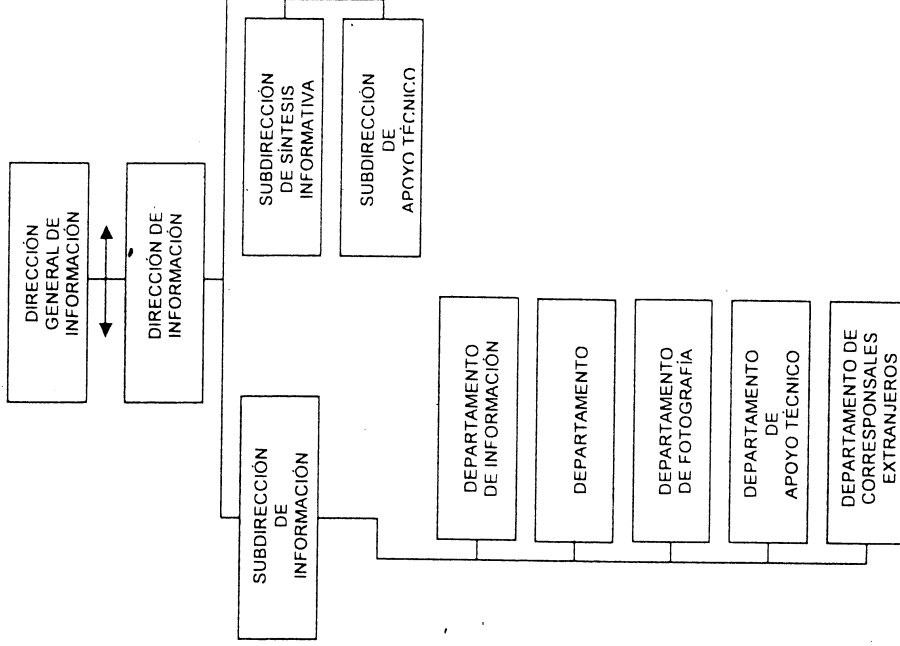 DIRECCIÓN
GENERAL DE
INFORMACIÓN
DIRECCIÓN DE
INFORMACIÓN
SUBDIRECCIÓN
DE
INFORMACIÓN
SUBDIRECCIÓN
DE SÍNTESIS
INFORMATIVA
SUBDIRECCIÓN
DE
APOYO TÉCNICO
DEPARTAMENTO
DE INFORMACIÓN
DEPARTAMENTO
DEPARTAMENTO
DE FOTOGRAFÍA
DEPARTAMENTO
DE
APOYO TÉCNICO
DEPARTAMENTO DE
CORRESPONSALES
EXTRANJEROS